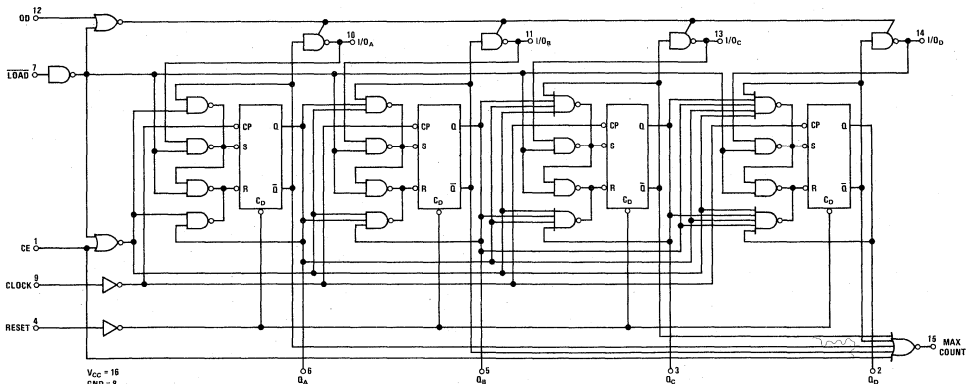 OD 12
10 I/OA
11 I/OB
13 I/OC
14 I/OD
LOAD 7
CP Q
S
R Q
CD
CP Q
S
R Q
CD
CP Q
S
R Q
CD
CP Q
S
R Q
CD
CE 1
CLOCK 9
RESET 4
15 MAX COUNT
VCC = 16
GND = 8
6 QA
5 QB
3 QC
2 QD